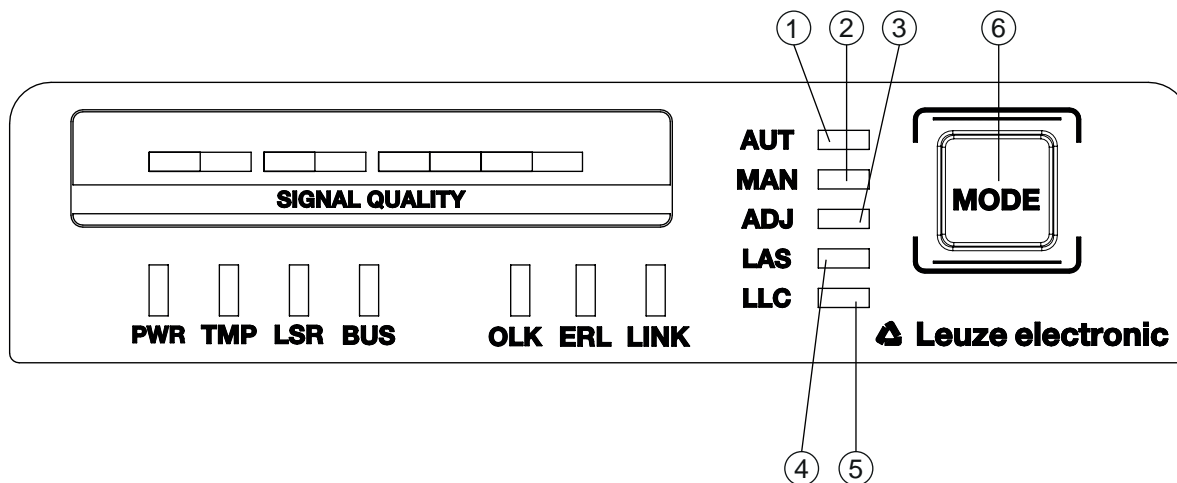 1 2 3 6
AUT
MAN
ADJ
LAS
LLC
MODE
SIGNAL QUALITY
PWR TMP LSR BUS OLK ERL LINK
Leuze electronic
4 5